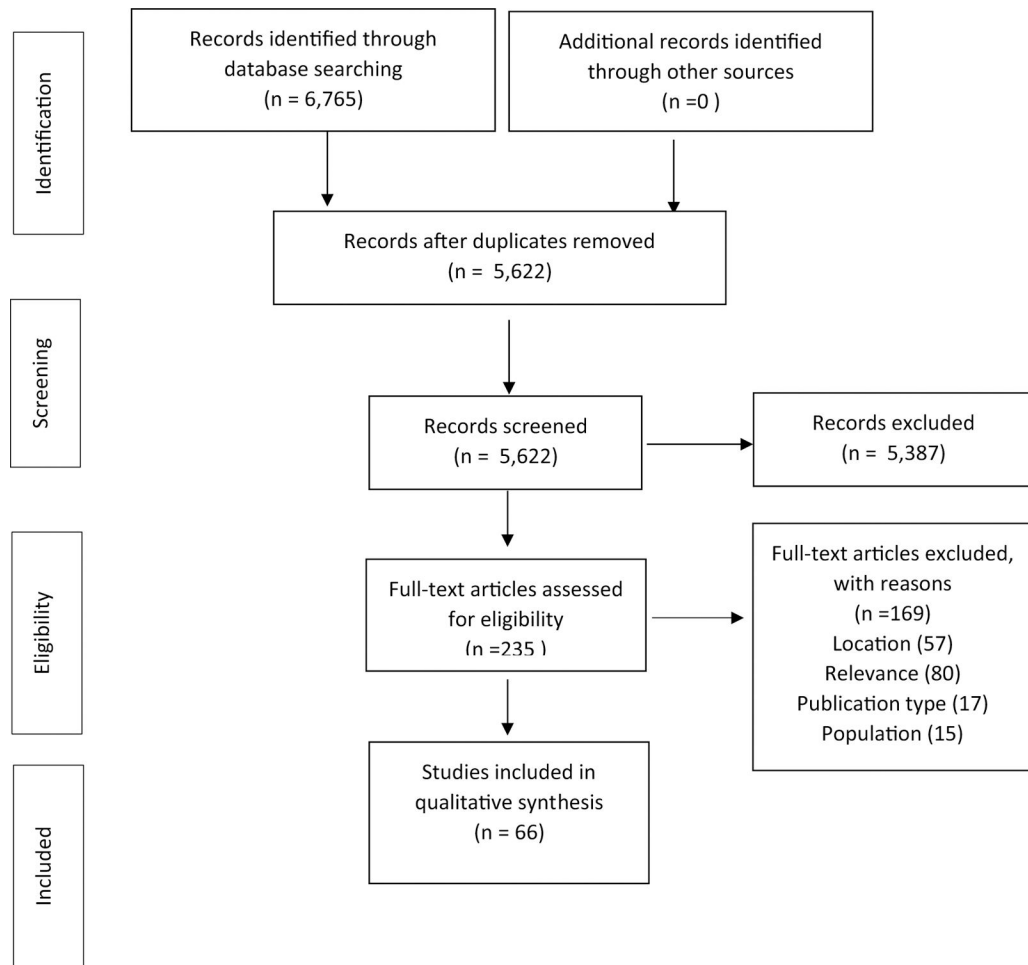 Identification
Records identified through
database searching
(n = 6,765)
Additional records identified
through other sources
(n =0 )
Records after duplicates removed
(n = 5,622)
Screening
Records screened
(n = 5,622)
Records excluded
(n = 5,387)
Eligibility
Full-text articles assessed
for eligibility
(n =235 )
Full-text articles excluded,
with reasons
(n =169)
Location (57)
Relevance (80)
Publication type (17)
Population (15)
Included
Studies included in
qualitative synthesis
(n = 66)